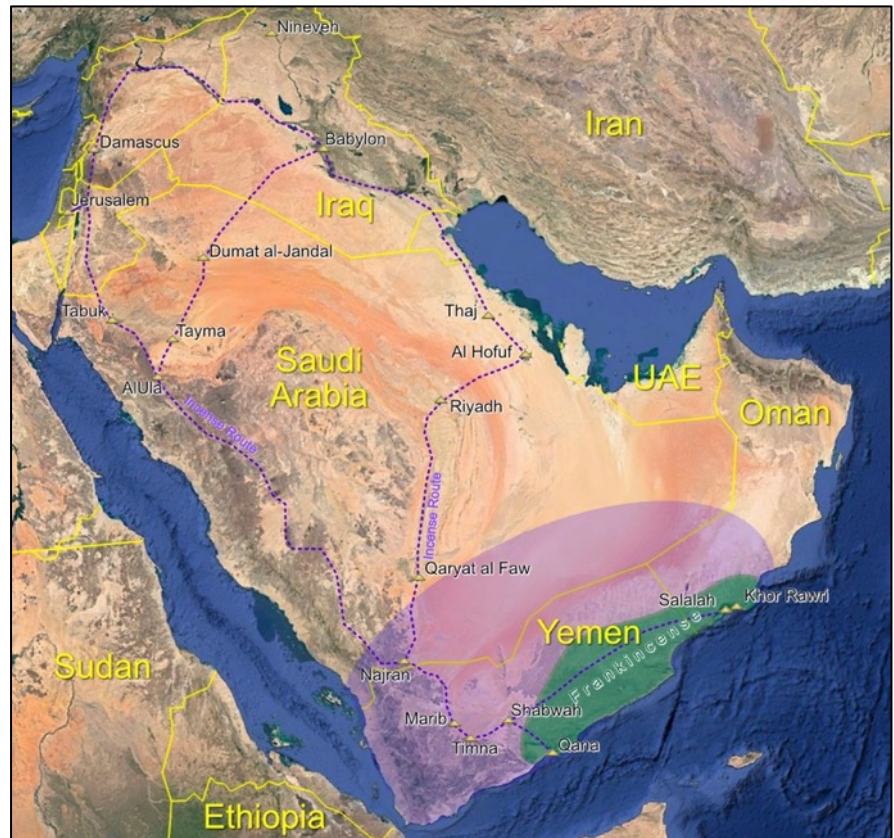 Nineveh
Iran
Damascus
Babylon
Jerusalem
Iraq
Dumat al-Jandal
Tabuk
Thaj
Tayma
Al Hofuf
Saudi
Arabia
UAE
AlUla
Riyadh
Oman
Incense Route
Incense Route
Qaryat al Faw
Salalah
Khor Rawri
Yemen
Frankincense
Sudan
Najran
Marib
Shabwah
Timna
Qana
Ethiopia